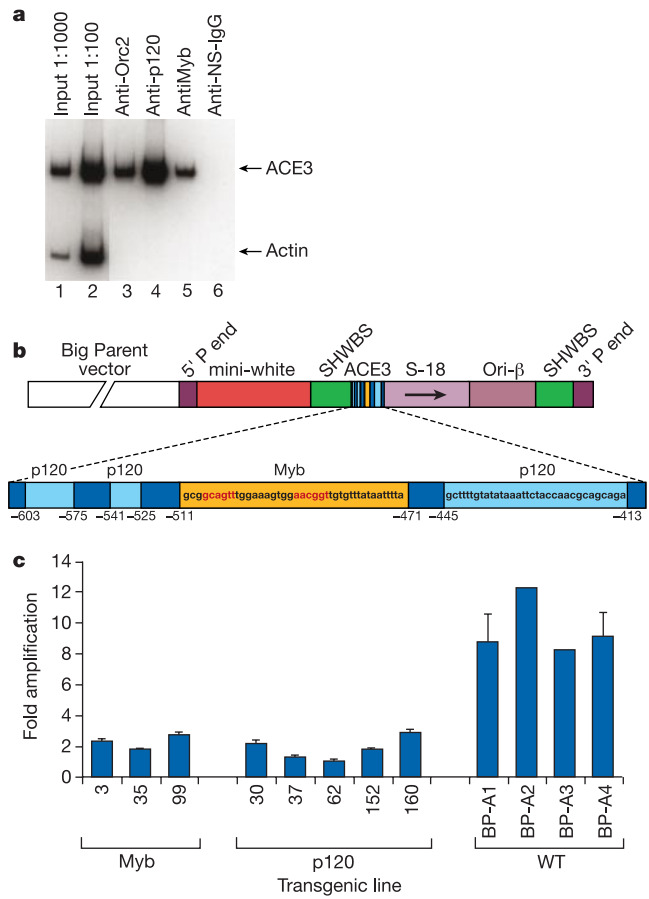 a
Input 1:1000
Input 1:100
Anti-Orc2
Anti-p120
AntiMyb
Anti-NS-IgG
ACE3
Actin
1 2 3 4 5 6
b
Big Parent
vector
5' P end
mini-white
SHWBS
ACE3
S-18
Ori-β
SHWBS
3' P end
p120 p120 Myb p120
gcggcagtttggaaagtggaacggttgtgtttataatttta
gcttttgtatataaattctaccaacgcagcaga
–603 –575 –541 –525 –511 –471 –445 –413
c
Fold amplification
14
12
10
8
6
4
2
0
3 35 99 30 37 62 152 160 BP-A1 BP-A2 BP-A3 BP-A4
Myb p120 WT
Transgenic line